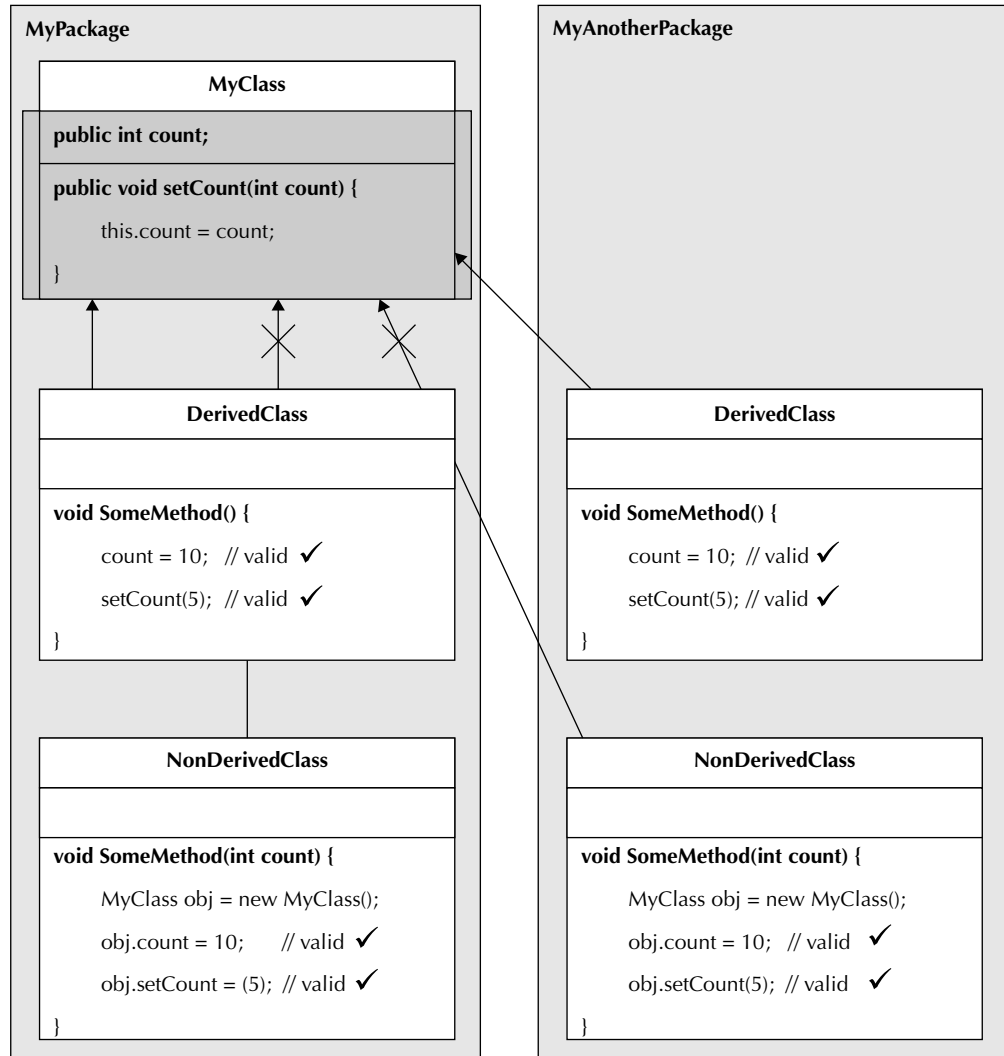 MyPackage
MyClass
public int count;
public void setCount(int count) {
this.count = count;
}
DerivedClass
void SomeMethod() {
count = 10; // valid ✓
setCount(5); // valid ✓
}
NonDerivedClass
void SomeMethod(int count) {
MyClass obj = new MyClass();
obj.count = 10; // valid ✓
obj.setCount = (5); // valid ✓
}
MyAnotherPackage
DerivedClass
void SomeMethod() {
count = 10; // valid ✓
setCount(5); // valid ✓
}
NonDerivedClass
void SomeMethod(int count) {
MyClass obj = new MyClass();
obj.count = 10; // valid ✓
obj.setCount(5); // valid ✓
}